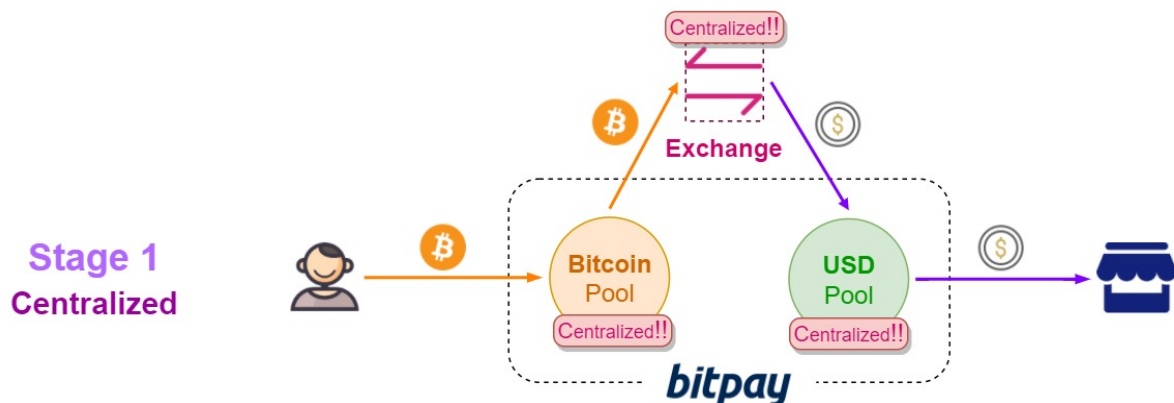 Centralized!!
Exchange
Stage 1
Centralized
Bitcoin
Pool
Centralized!!
USD
Pool
Centralized!!
bitpay